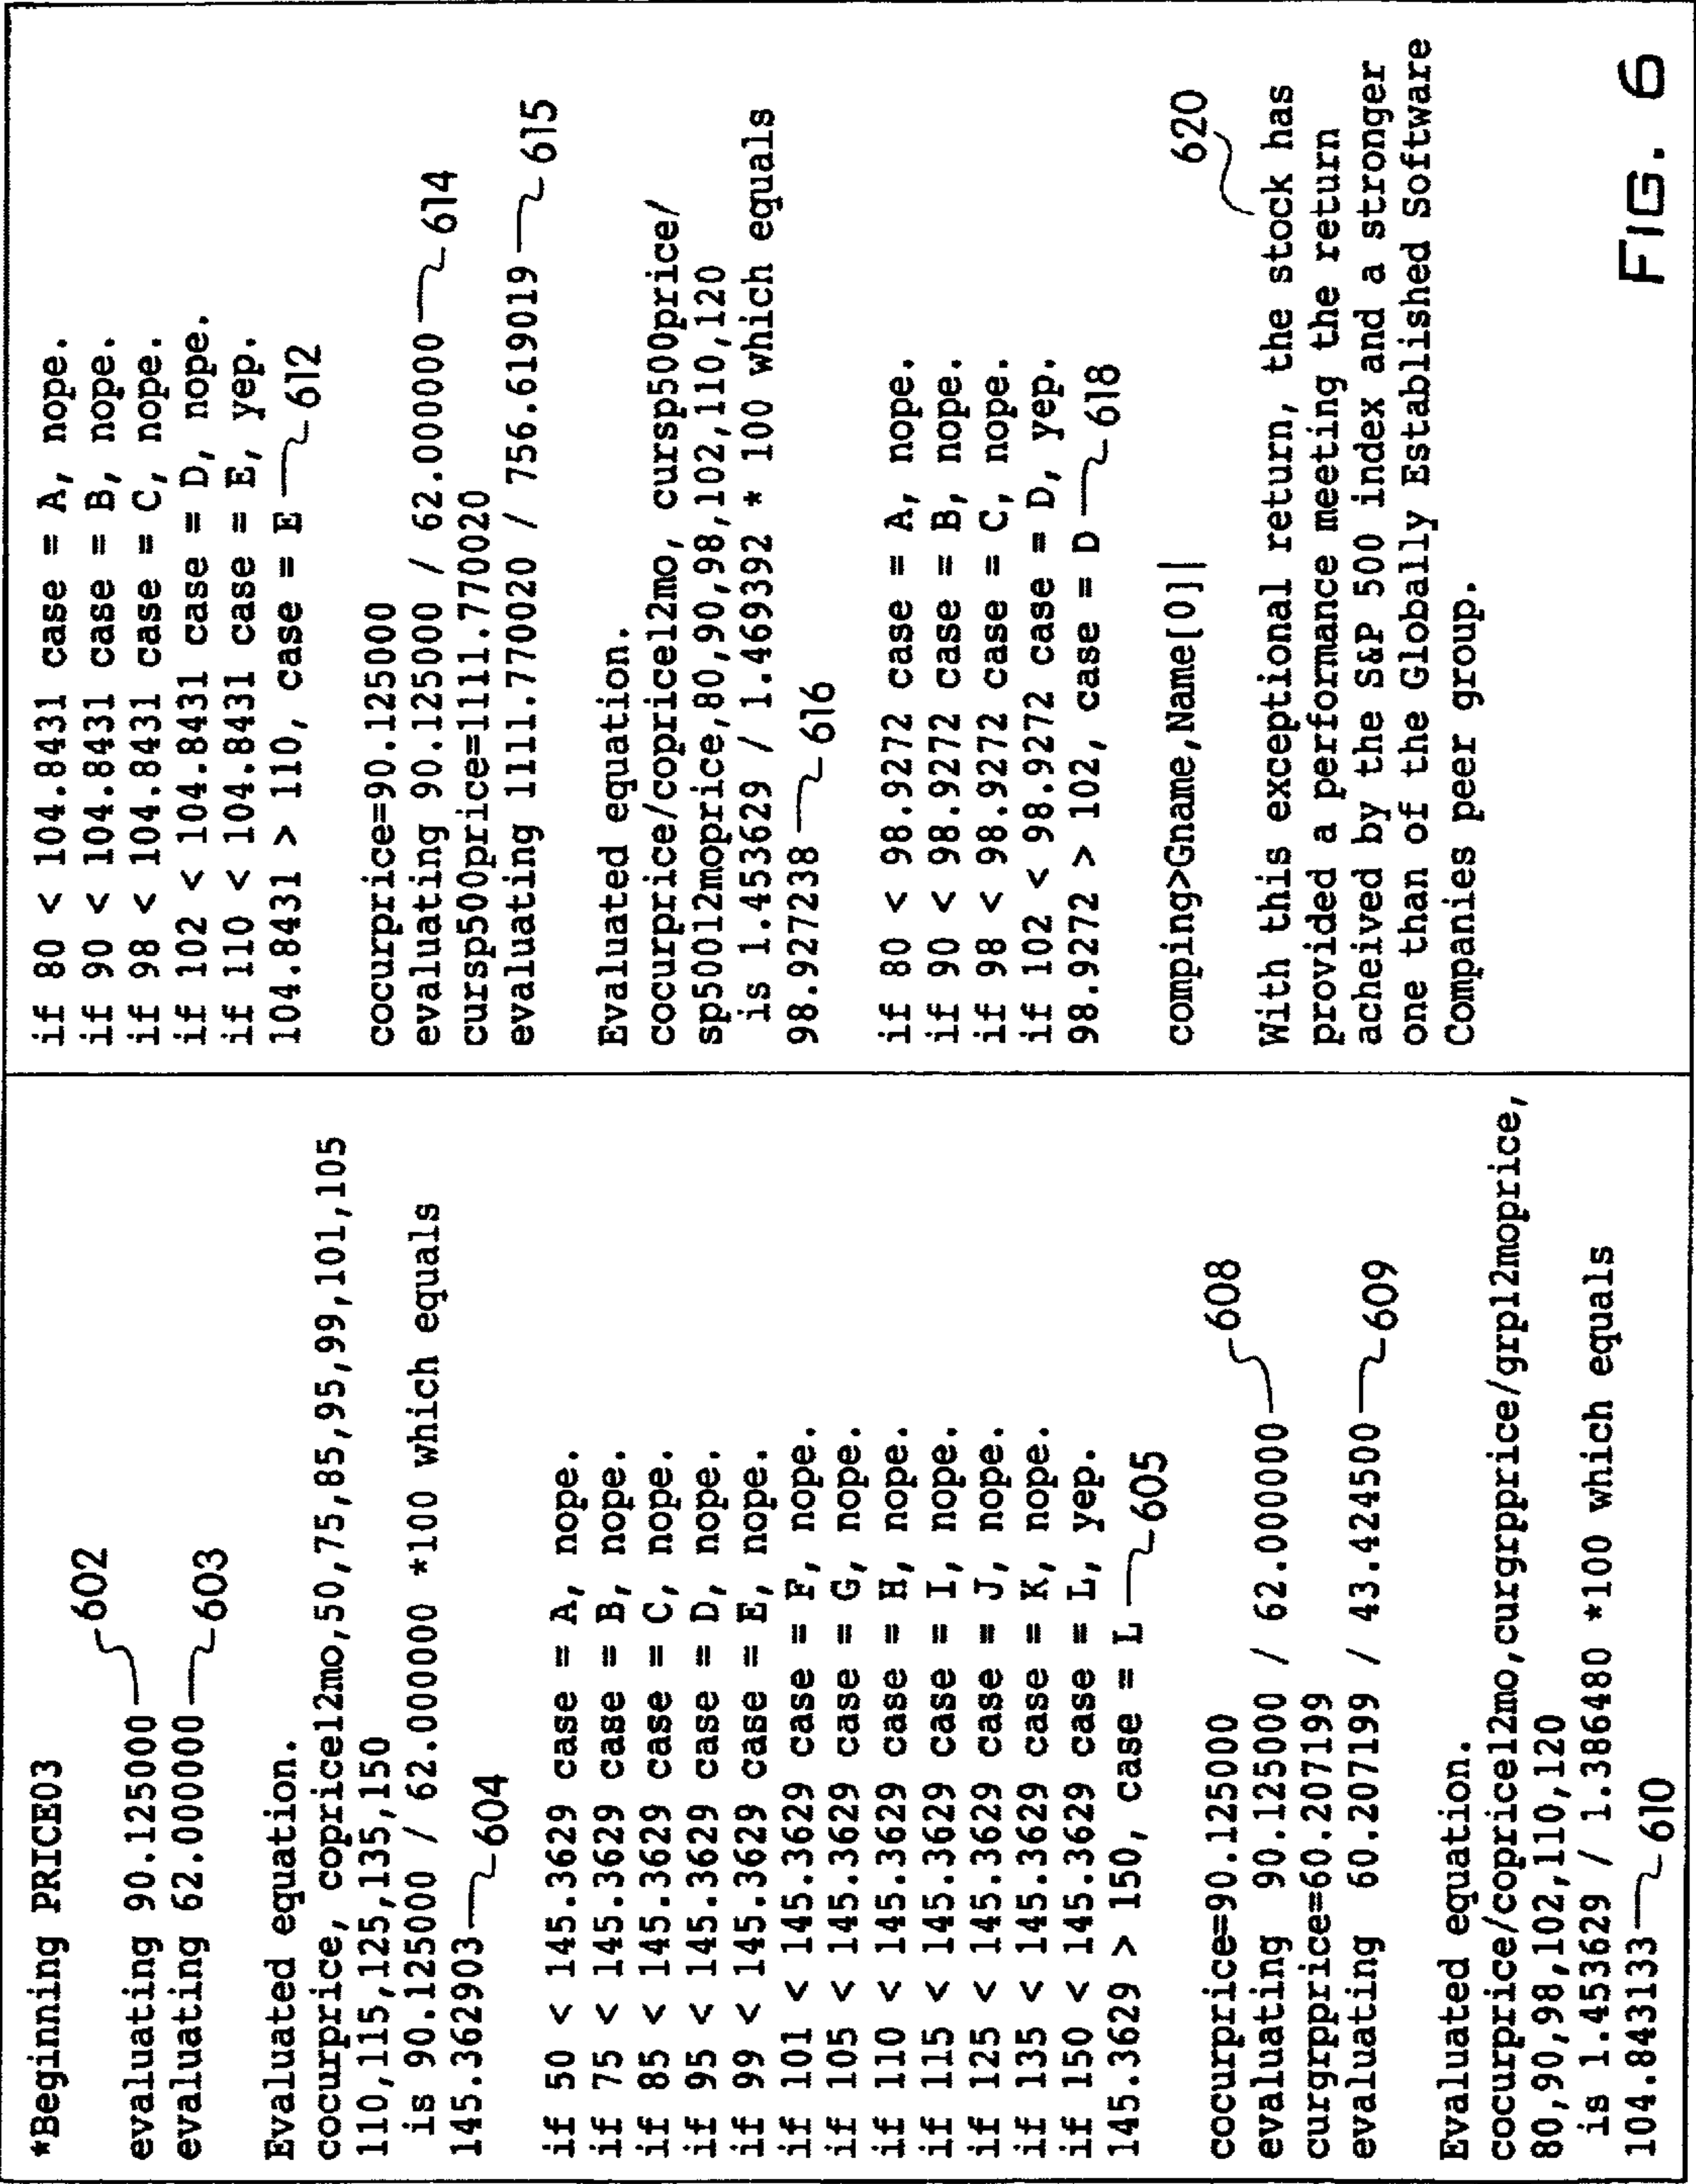 *Beginning PRICE03
602
evaluating 90.125000
evaluating 62.000000 603
Evaluated equation.
cocurprice, coprice12mo,50,75,85,95,99,101,105
110,115,125,135,150
is 90.125000 / 62.000000 *100 which equals
145.362903 604
if 50 < 145.3629 case = A, nope.
if 75 < 145.3629 case = B, nope.
if 85 < 145.3629 case = C, nope.
if 95 < 145.3629 case = D, nope.
if 99 < 145.3629 case = E, nope.
if 101 < 145.3629 case = F, nope.
if 105 < 145.3629 case = G, nope.
if 110 < 145.3629 case = H, nope.
if 115 < 145.3629 case = I, nope.
if 125 < 145.3629 case = J, nope.
if 135 < 145.3629 case = K, nope.
if 150 < 145.3629 case = L, yep.
145.3629 > 150, case = L 605
cocurprice=90.125000 608
evaluating 90.125000 / 62.000000
curgrpprice=60.207199
evaluating 60.207199 / 43.424500 609
Evaluated equation.
cocurprice/coprice12mo,curgrpprice/grp12moprice,
80,90,98,102,110,120
is 1.453629 / 1.386480 *100 which equals
104.843133 610
if 80 < 104.8431 case = A, nope.
if 90 < 104.8431 case = B, nope.
if 98 < 104.8431 case = C, nope.
if 102 < 104.8431 case = D, nope.
if 110 < 104.8431 case = E, yep.
104.8431 > 110, case = E 612
cocurprice=90.125000
evaluating 90.125000 / 62.000000 614
cursp500price=1111.770020
evaluating 1111.770020 / 756.619019 615
Evaluated equation.
cocurprice/coprice12mo, cursp500price/
sp50012moprice,80,90,98,102,110,120
is 1.453629 / 1.469392 * 100 which equals
98.927238 616
if 80 < 98.9272 case = A, nope.
if 90 < 98.9272 case = B, nope.
if 98 < 98.9272 case = C, nope.
if 102 < 98.9272 case = D, yep.
98.9272 > 102, case = D 618
comping>Gname,Name[0]|
620
With this exceptional return, the stock has
provided a performance meeting the return
acheived by the S&P 500 index and a stronger
one than of the Globally Established Software
Companies peer group.
FIG. 6